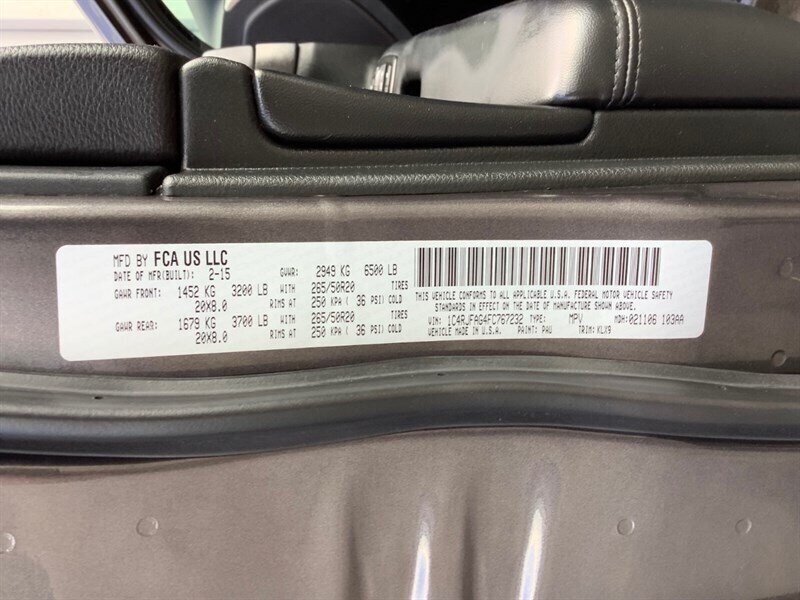 MFD BY FCA US LLC
DATE OF MFR(BUILT): 2-15 GVWR: 2949 KG 6500 LB
GAWR FRONT: 1452 KG 3200 LB WITH 265/50R20 TIRES
20X8.0 RIMS AT 250 KPA ( 36 PSI) COLD
GAWR REAR: 1679 KG 3700 LB WITH 265/50R20 TIRES
20X8.0 RIMS AT 250 KPA ( 36 PSI) COLD
THIS VEHICLE CONFORMS TO ALL APPLICABLE U.S.A. FEDERAL MOTOR VEHICLE SAFETY
STANDARDS IN EFFECT ON THE DATE OF MANUFACTURE SHOWN ABOVE.
VIN: 1C4RJFAG4FC767232 TYPE: MPV MDH:021106 103AA
VEHICLE MADE IN U.S.A. PAINT: PAU TRIM: KLX9